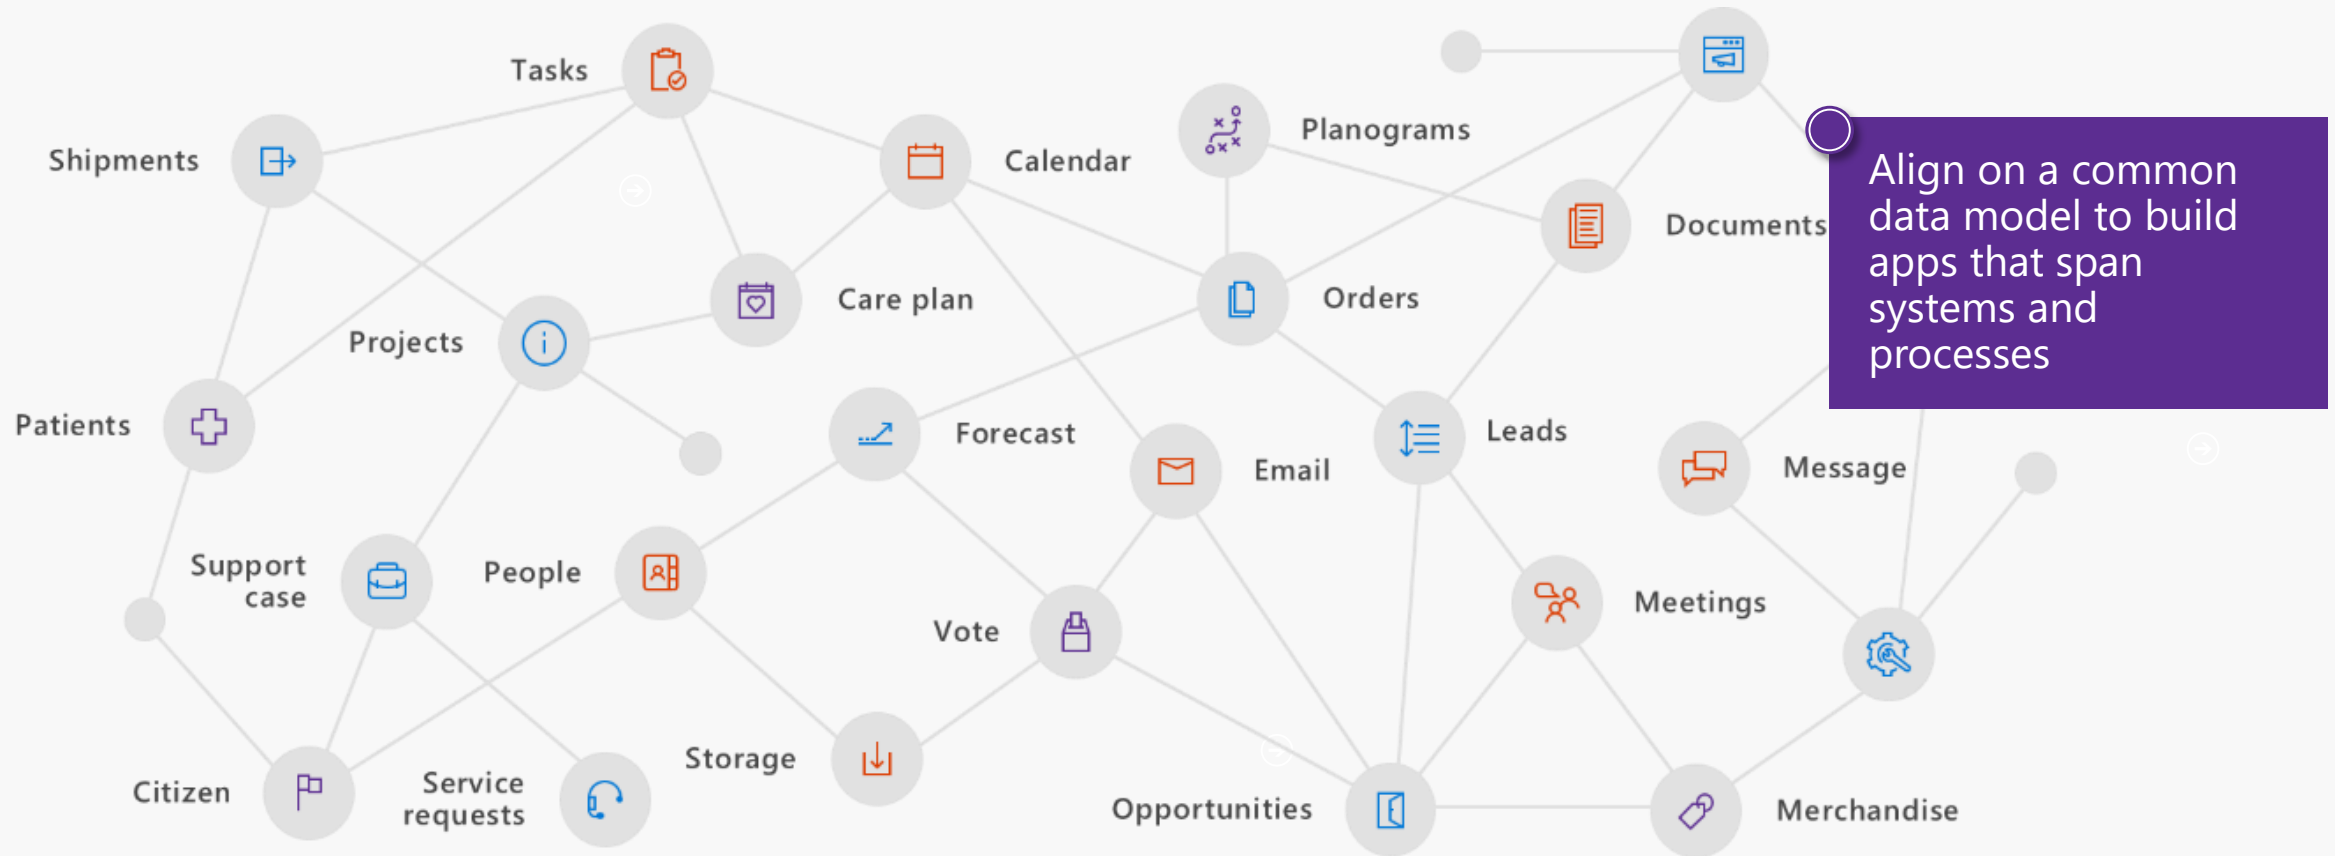 Tasks
Shipments
Calendar
Planograms
Documents
Align on a common
data model to build
apps that span
systems and
processes
Care plan
Orders
Projects
Patients
Forecast
Leads
Email
Message
Support
case
People
Vote
Meetings
Storage
Citizen
Service
requests
Opportunities
Merchandise